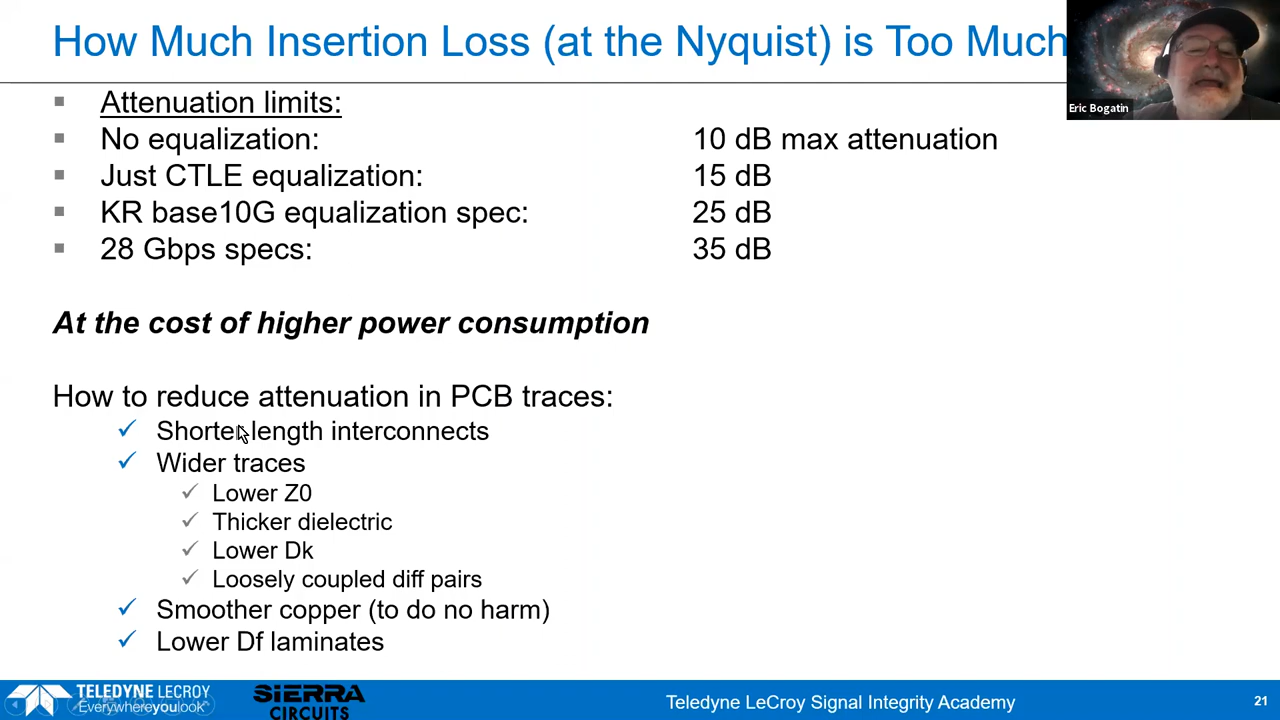 How Much Insertion Loss (at the Nyquist) is Too Much
Eric Bogatin
Attenuation limits:
No equalization: 10 dB max attenuation
Just CTLE equalization: 15 dB
KR base10G equalization spec: 25 dB
28 Gbps specs: 35 dB
At the cost of higher power consumption
How to reduce attenuation in PCB traces:
Shorter length interconnects
Wider traces
Lower Z0
Thicker dielectric
Lower Dk
Loosely coupled diff pairs
Smoother copper (to do no harm)
Lower Df laminates
TELEDYNE LECROY
Everywhereyoulook
SIERRA
CIRCUITS
Teledyne LeCroy Signal Integrity Academy
21